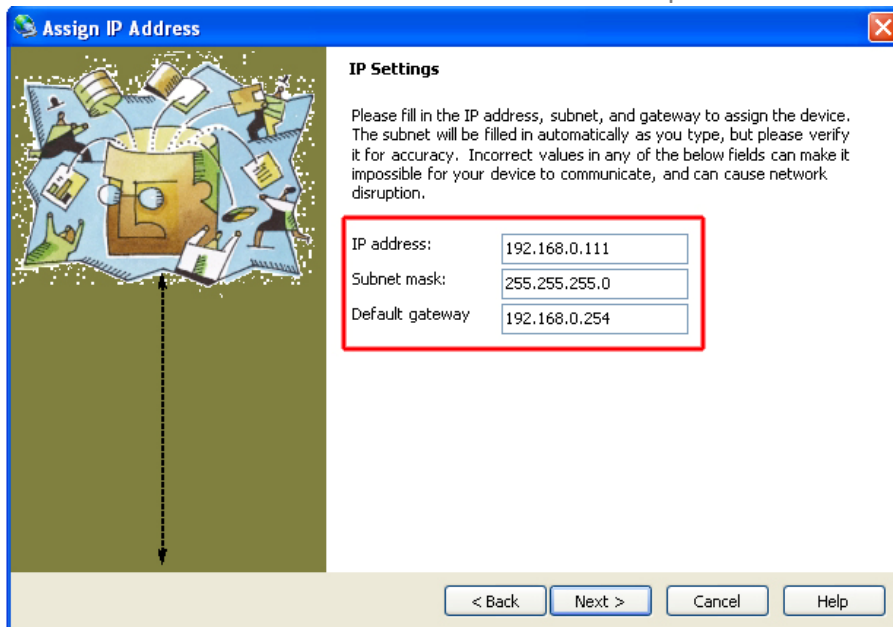 Assign IP Address
IP Settings
Please fill in the IP address, subnet, and gateway to assign the device.
The subnet will be filled in automatically as you type, but please verify
it for accuracy.  Incorrect values in any of the below fields can make it
impossible for your device to communicate, and can cause network
disruption.
IP address: 192.168.0.111
Subnet mask: 255.255.255.0
Default gateway 192.168.0.254
< Back Next > Cancel Help